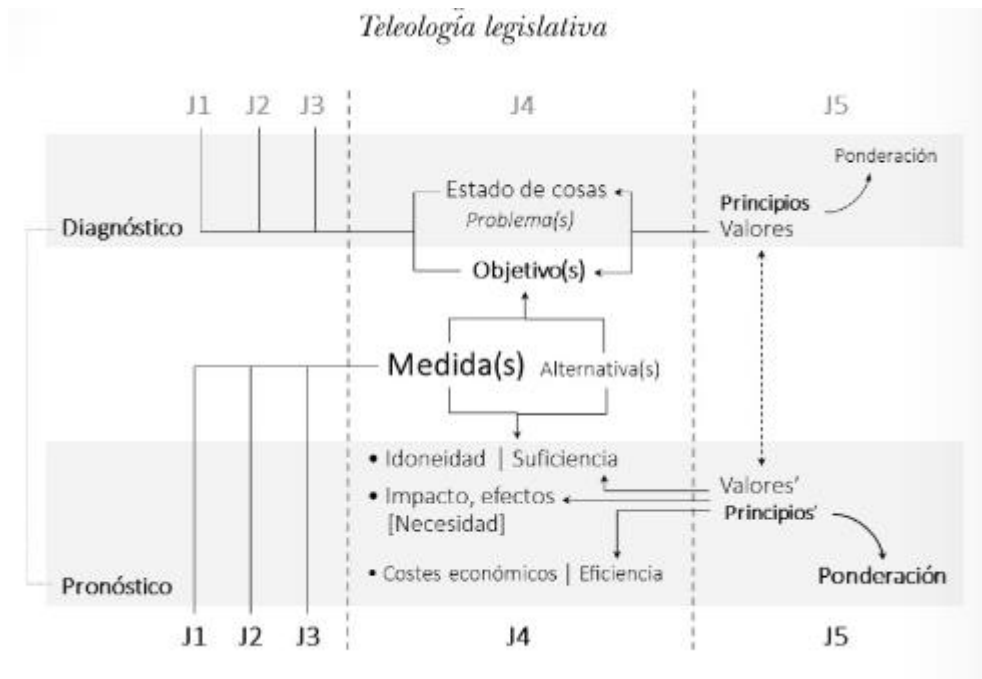 Teleología legislativa
J1 J2 J3 J4 J5
Ponderación
Estado de cosas
Principios
Problema(s)
Diagnóstico
Valores
Objetivo(s)
Medida(s) Alternativa(s)
• Idoneidad | Suficiencia
Valores’
• Impacto, efectos
Principios’
[Necesidad]
• Costes económicos | Eficiencia
Ponderación
Pronóstico
J1 J2 J3 J4 J5